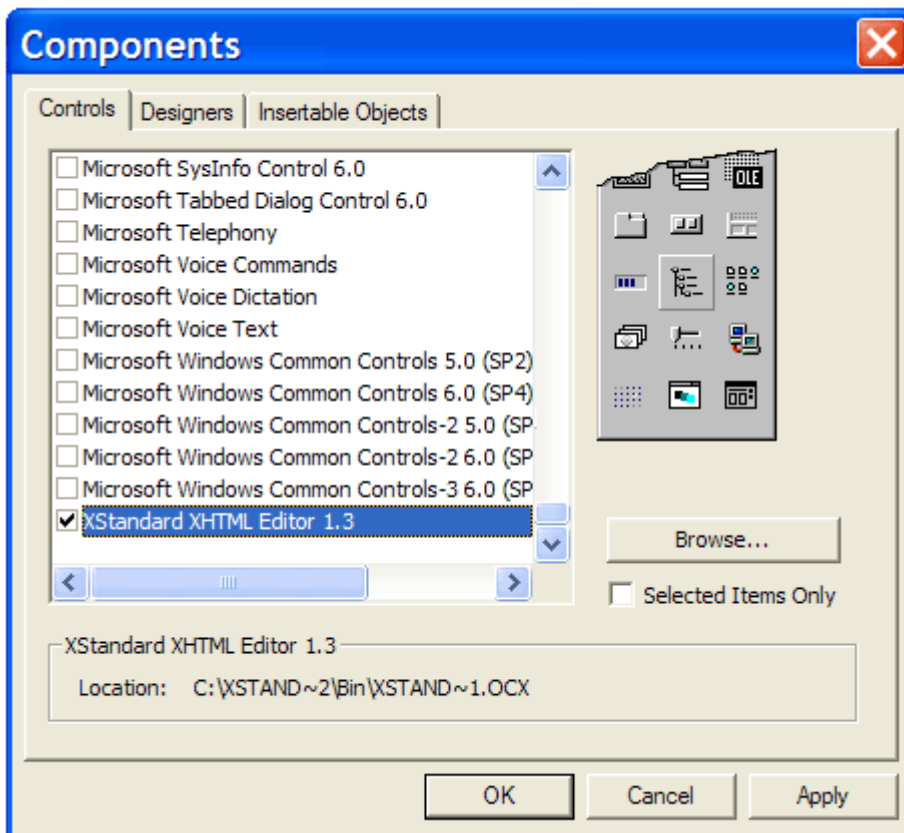 Components
Controls
Designers
Insertable Objects
Microsoft SysInfo Control 6.0
Microsoft Tabbed Dialog Control 6.0
Microsoft Telephony
Microsoft Voice Commands
Microsoft Voice Dictation
Microsoft Voice Text
Microsoft Windows Common Controls 5.0 (SP2)
Microsoft Windows Common Controls 6.0 (SP4)
Microsoft Windows Common Controls-2 5.0 (SP
Microsoft Windows Common Controls-2 6.0 (SP
Microsoft Windows Common Controls-3 6.0 (SP
XStandard XHTML Editor 1.3
OLE
Browse...
Selected Items Only
XStandard XHTML Editor 1.3
Location: C:\XSTAND~2\Bin\XSTAND~1.OCX
OK
Cancel
Apply